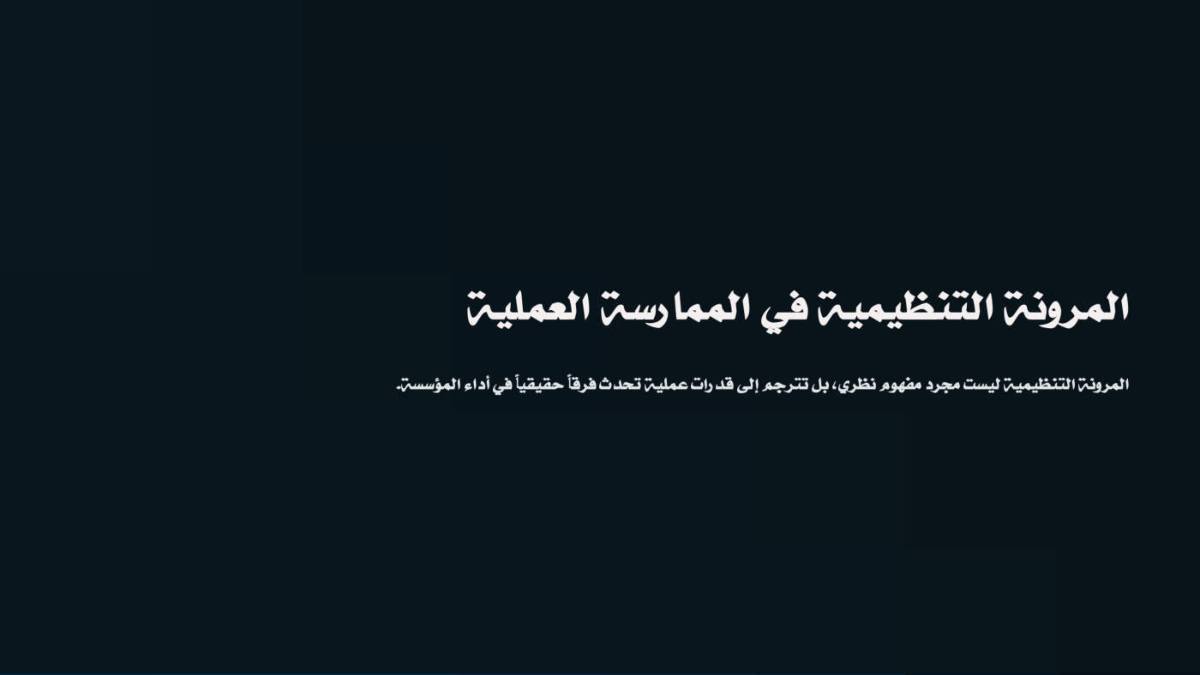 المرونة التنظيمية في الممارسة العملية
المرونة التنظيمية ليست مجرد مفهوم نظري، بل تترجم إلى قدرات عملية تحدث فرقاً حقيقياً في أداء المؤسسة.